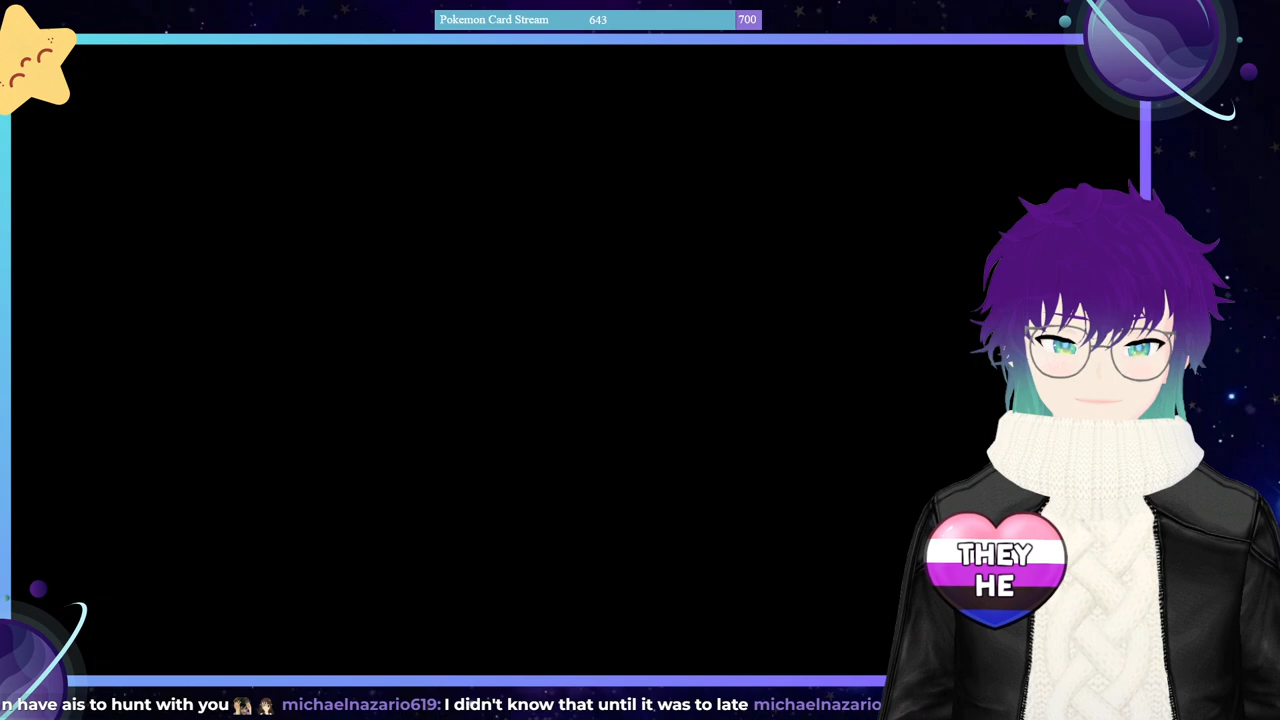 Pokemon Card Stream 643 700
THEY
HE
n have ais to hunt with you michaelnazario619: I didn't know that until it was to late michaelnazario